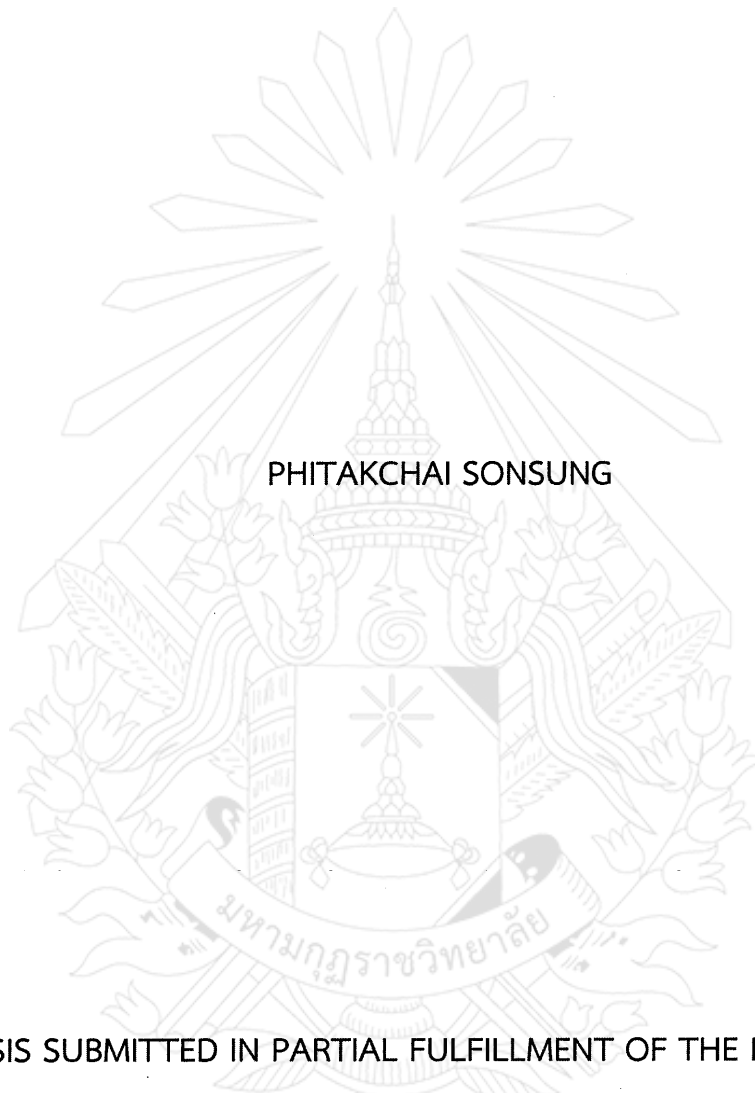 PHITAKCHAI SONSUNG
มหามกุฏราชวิทยาลัย
SIS SUBMITTED IN PARTIAL FULFILLMENT OF THE